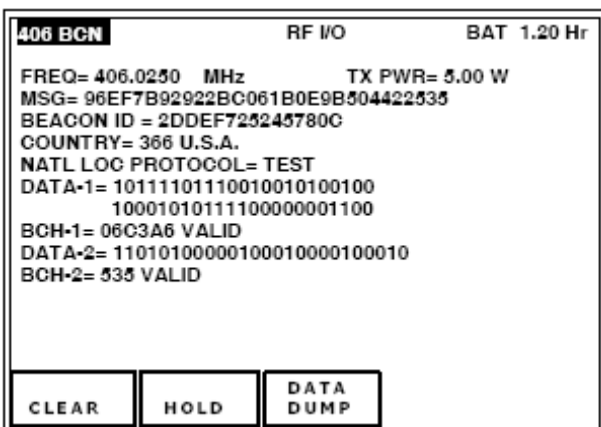 406 BCN RF I/O BAT 1.20 Hr
FREQ= 406.0250 MHz TX PWR= 5.00 W
MSG= 96EF7B92922BC061B0E9B504422535
BEACON ID = 2DDEF725245780C
COUNTRY= 366 U.S.A.
NATL LOC PROTOCOL= TEST
DATA-1= 10111101110010010100100
10001010111100000001100
BCH-1= 06C3A6 VALID
DATA-2= 11010100000100010000100010
BCH-2= 535 VALID
CLEAR HOLD DATA
DUMP